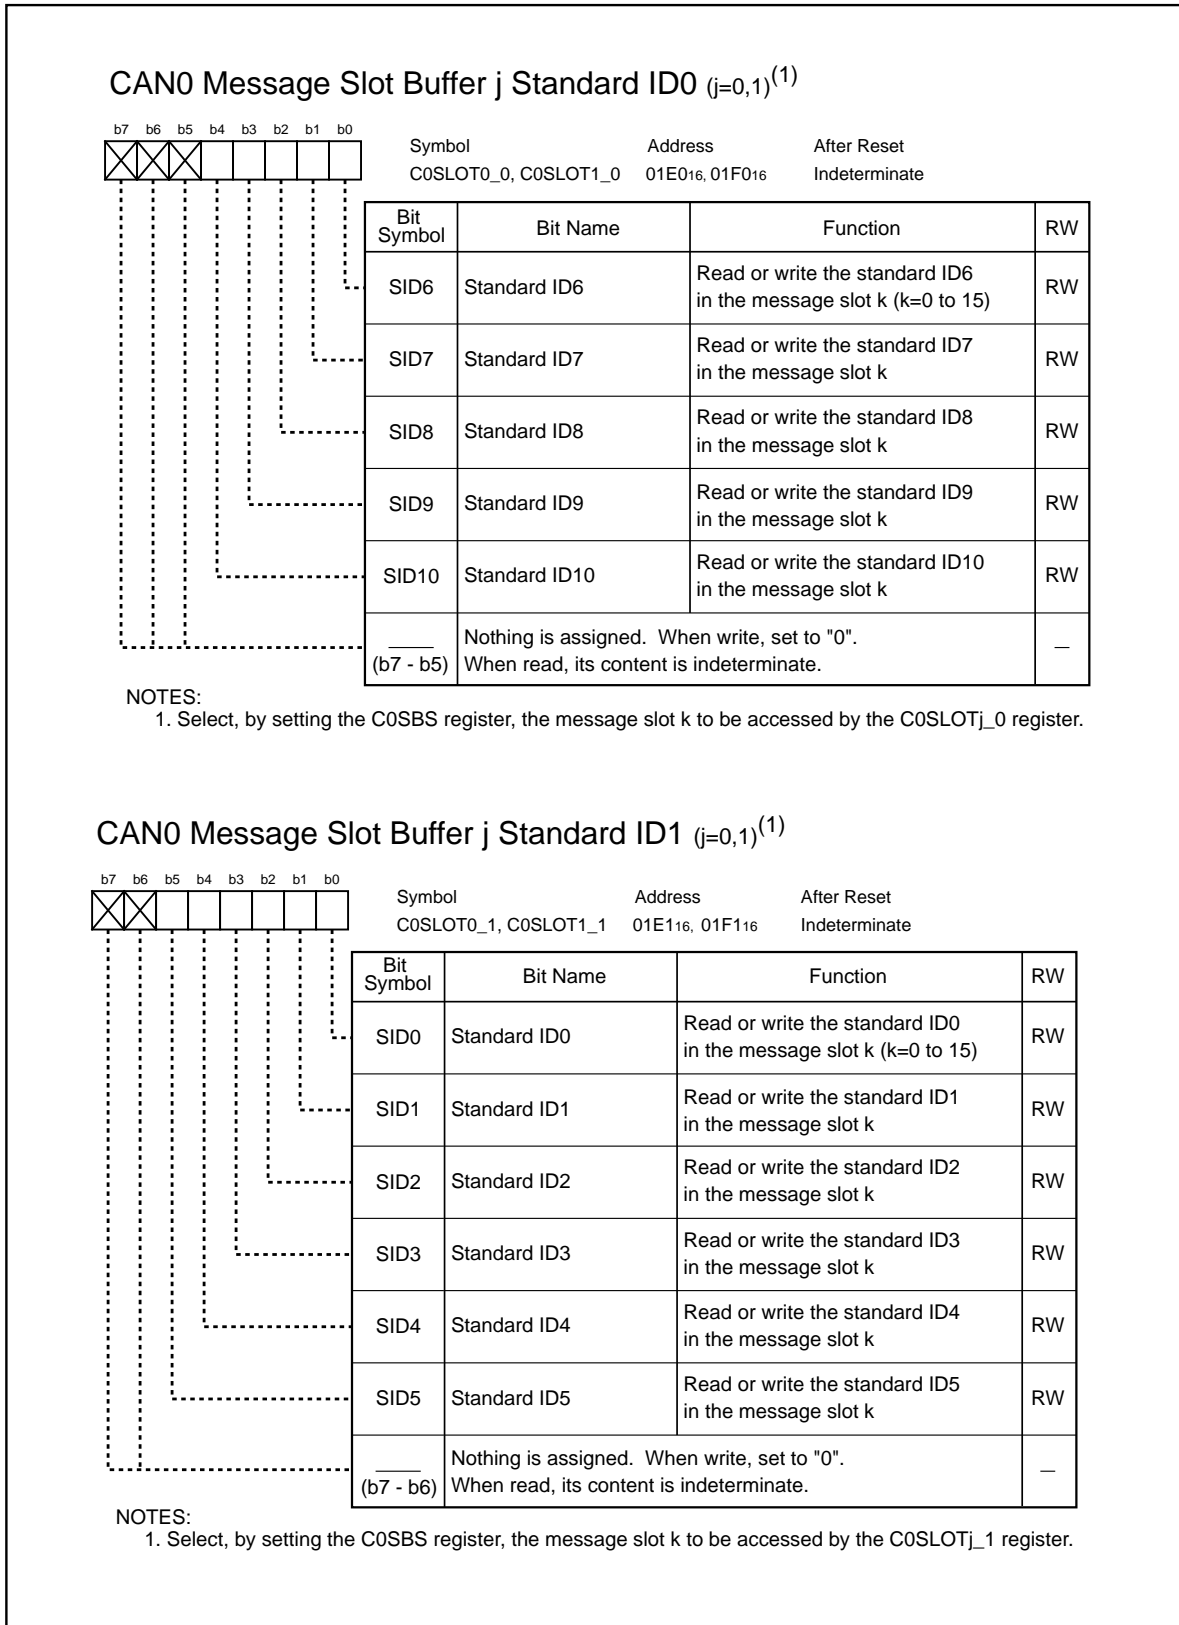 CAN0 Message Slot Buffer j Standard ID0 (j=0,1)(1)
b7 b6 b5 b4 b3 b2 b1 b0
Symbol Address After Reset
C0SLOT0_0, C0SLOT1_0 01E016, 01F016 Indeterminate
Bit Symbol Bit Name Function RW
SID6 Standard ID6 Read or write the standard ID6
in the message slot k (k=0 to 15) RW
SID7 Standard ID7 Read or write the standard ID7
in the message slot k RW
SID8 Standard ID8 Read or write the standard ID8
in the message slot k RW
SID9 Standard ID9 Read or write the standard ID9
in the message slot k RW
SID10 Standard ID10 Read or write the standard ID10
in the message slot k RW
Nothing is assigned. When write, set to "0".
(b7 - b5) When read, its content is indeterminate. —
NOTES:
1. Select, by setting the C0SBS register, the message slot k to be accessed by the C0SLOTj_0 register.
CAN0 Message Slot Buffer j Standard ID1 (j=0,1)(1)
b7 b6 b5 b4 b3 b2 b1 b0
Symbol Address After Reset
C0SLOT0_1, C0SLOT1_1 01E116, 01F116 Indeterminate
Bit Symbol Bit Name Function RW
SID0 Standard ID0 Read or write the standard ID0
in the message slot k (k=0 to 15) RW
SID1 Standard ID1 Read or write the standard ID1
in the message slot k RW
SID2 Standard ID2 Read or write the standard ID2
in the message slot k RW
SID3 Standard ID3 Read or write the standard ID3
in the message slot k RW
SID4 Standard ID4 Read or write the standard ID4
in the message slot k RW
SID5 Standard ID5 Read or write the standard ID5
in the message slot k RW
Nothing is assigned. When write, set to "0".
(b7 - b6) When read, its content is indeterminate. —
NOTES:
1. Select, by setting the C0SBS register, the message slot k to be accessed by the C0SLOTj_1 register.